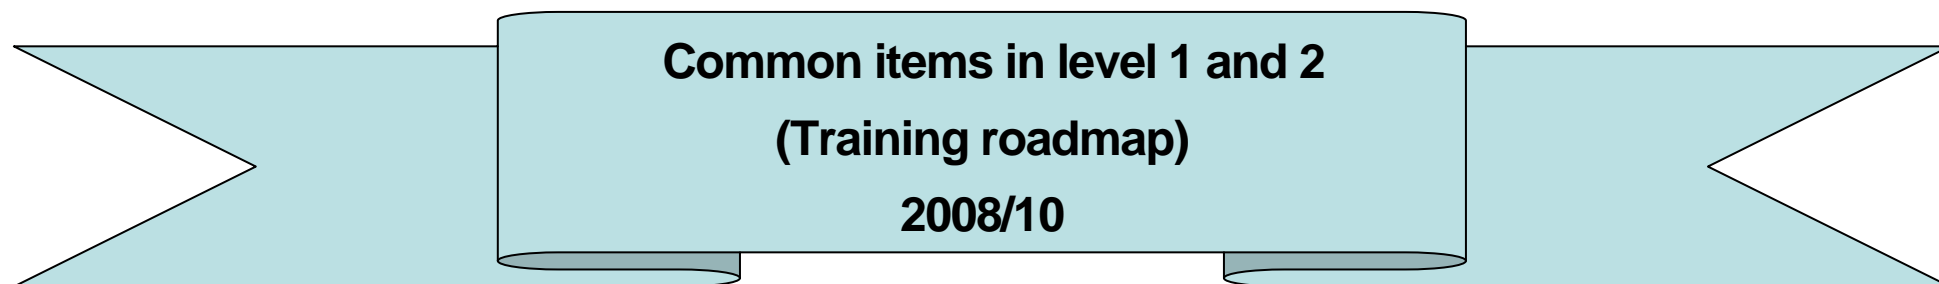 Common items in level 1 and 2
(Training roadmap)
2008/10